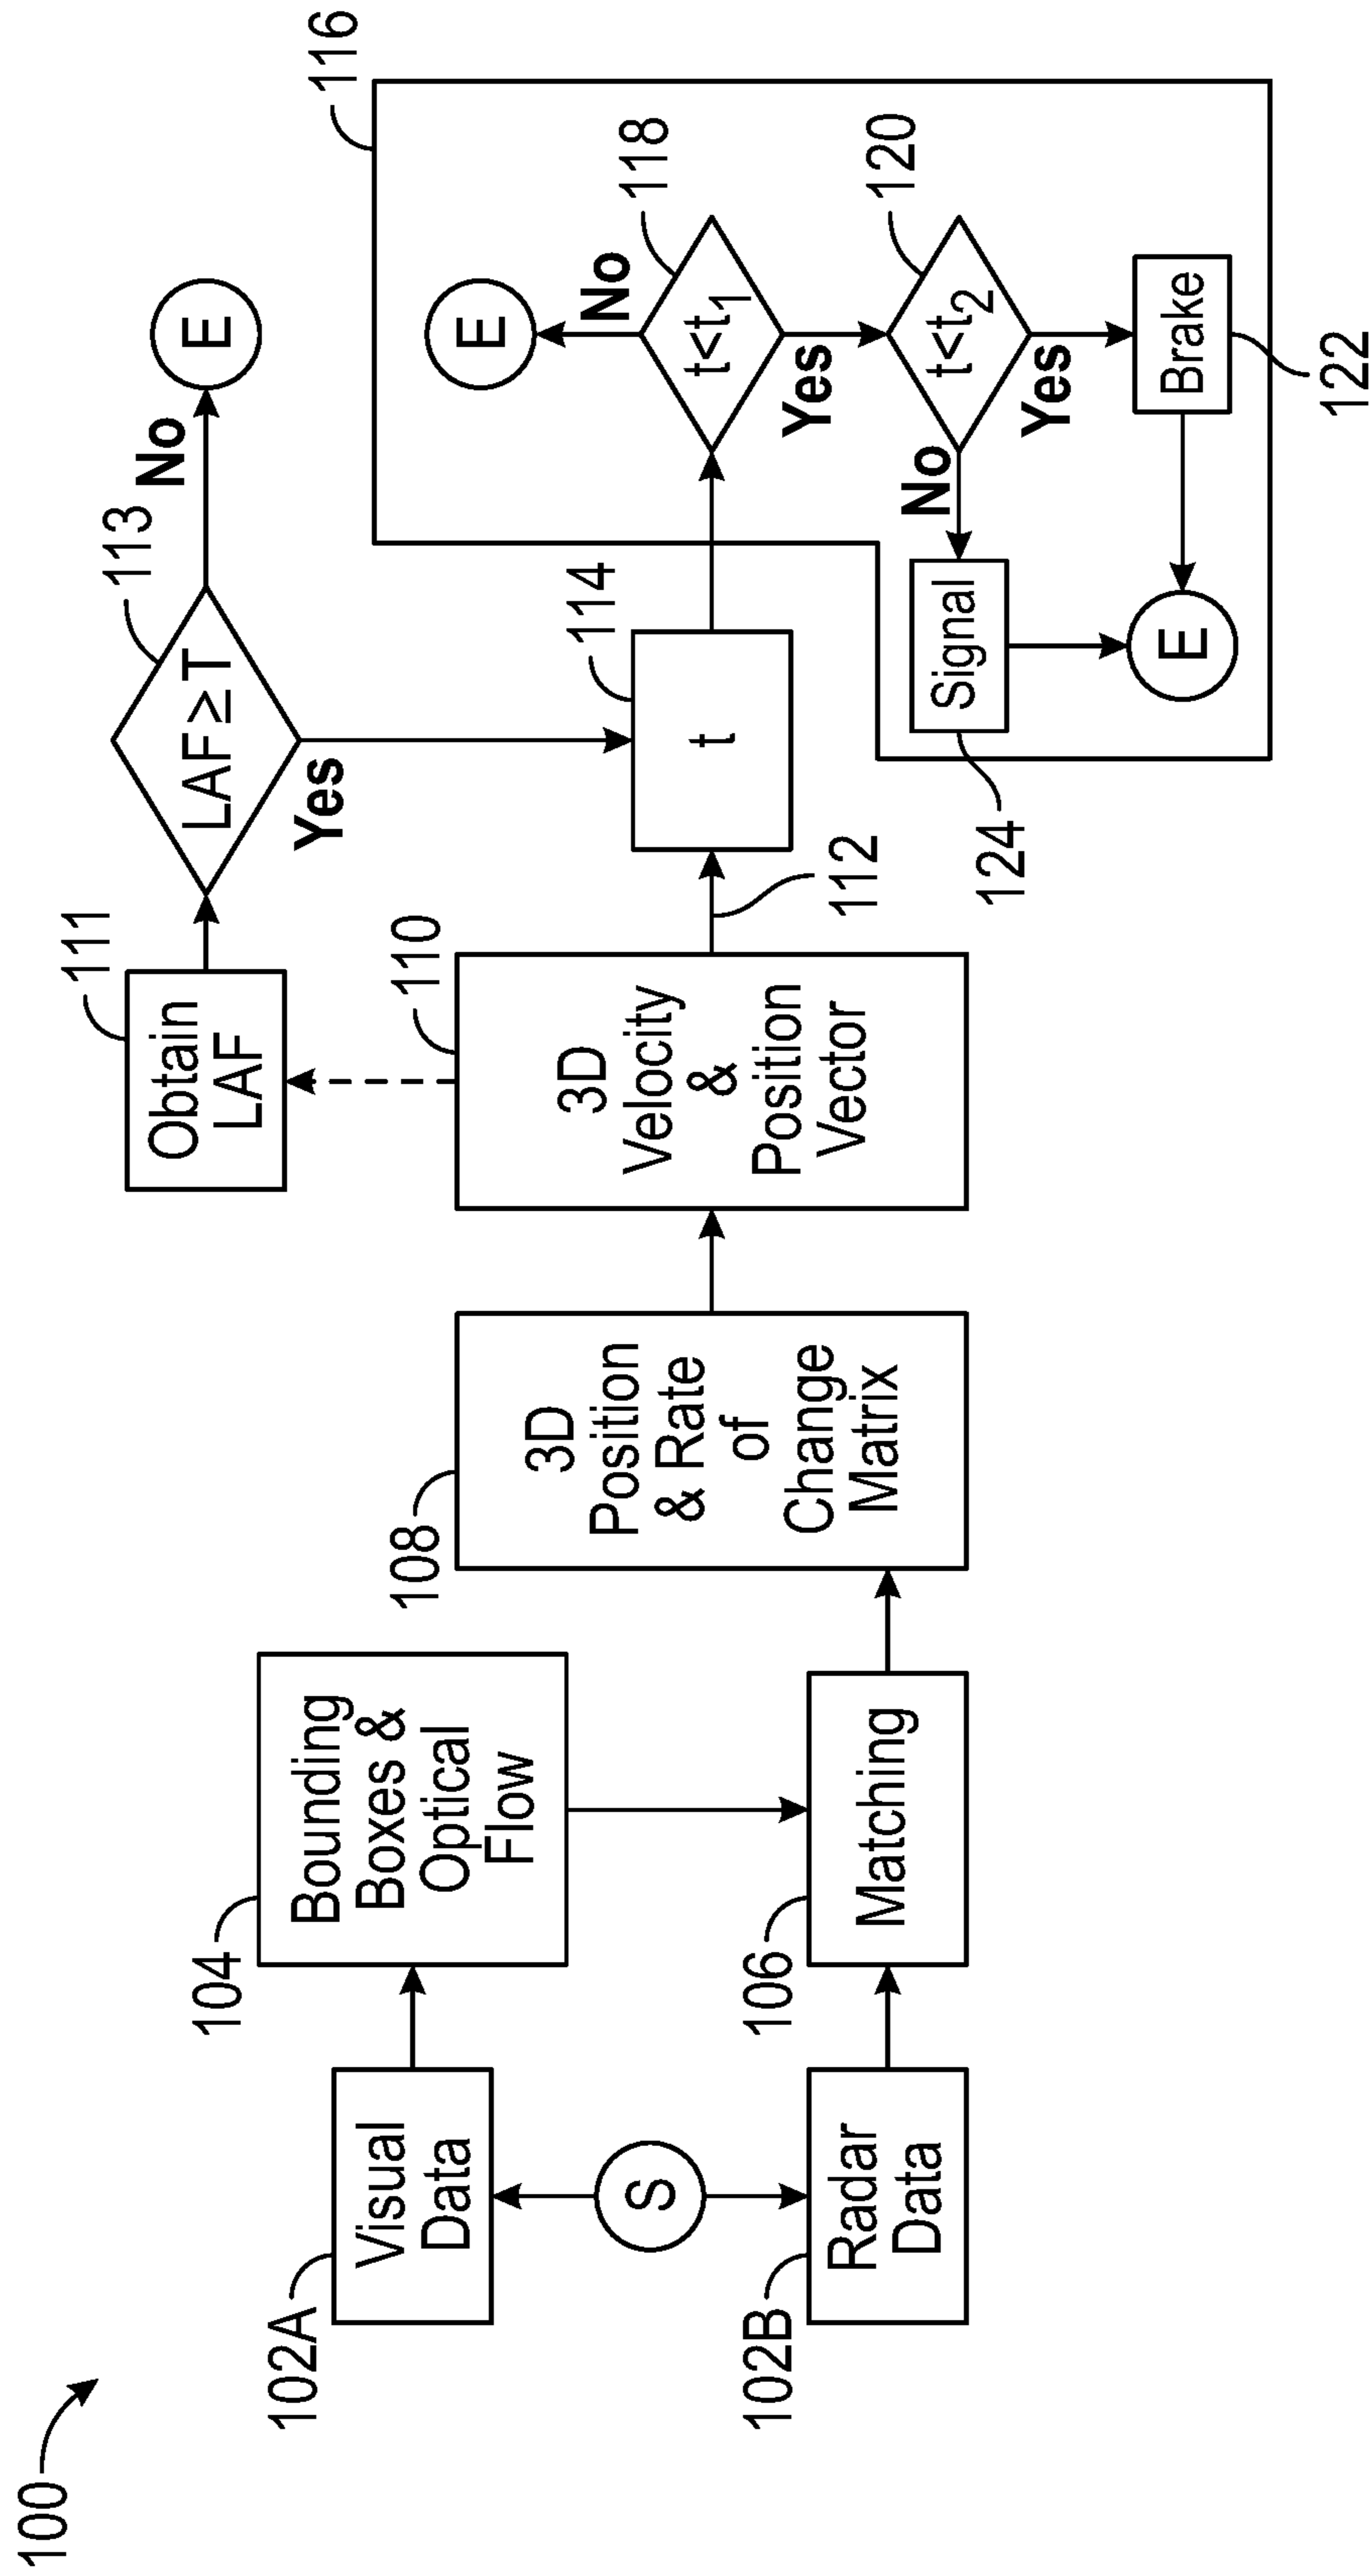 100
102A
Visual
Data
S
102B
Radar
Data
104
Bounding
Boxes &
Optical
Flow
106
Matching
108
3D
Position
& Rate
of
Change
Matrix
110
3D
Velocity
&
Position
Vector
111
Obtain
LAF
113
LAF ≥ T
No
E
Yes
112
114
t
116
118
t<t1
No
E
Yes
120
t<t2
No
Yes
124
Signal
Brake
122
E